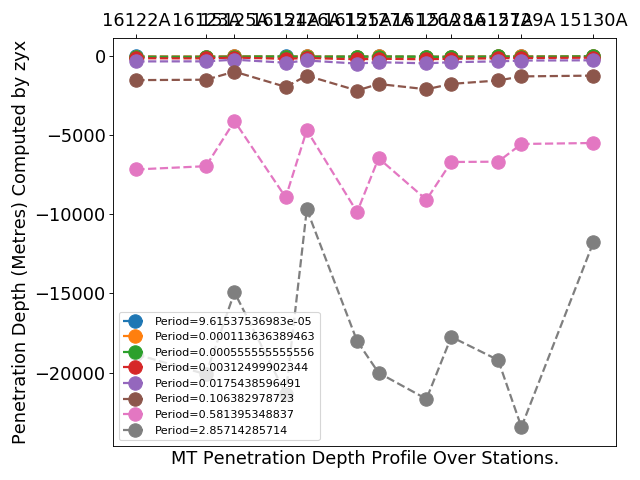 16122A 15130A
0
−5000
−10000
−15000
−20000
Penetration Depth (Metres) Computed by zyx
Period=9.61537536983e-05
Period=0.000113636389463
Period=0.000555555555556
Period=0.00312499902344
Period=0.0175438596491
Period=0.106382978723
Period=0.581395348837
Period=2.85714285714
MT Penetration Depth Profile Over Stations.